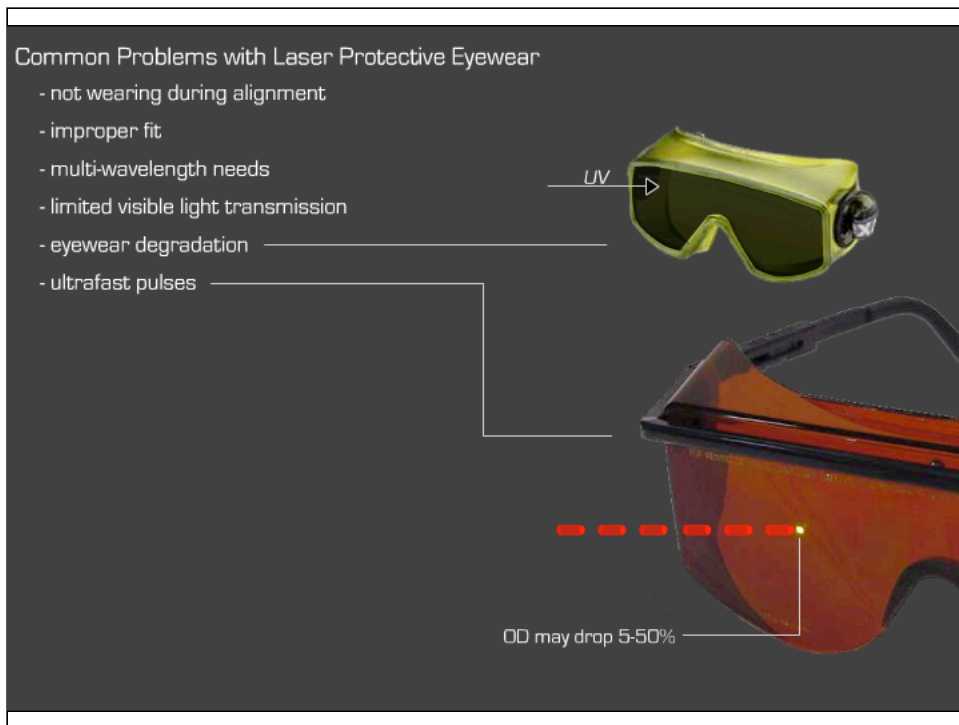 Common Problems with Laser Protective Eyewear
- not wearing during alignment
- improper fit
- multi-wavelength needs
- limited visible light transmission
- eyewear degradation
- ultrafast pulses
UV
OD may drop 5-50%